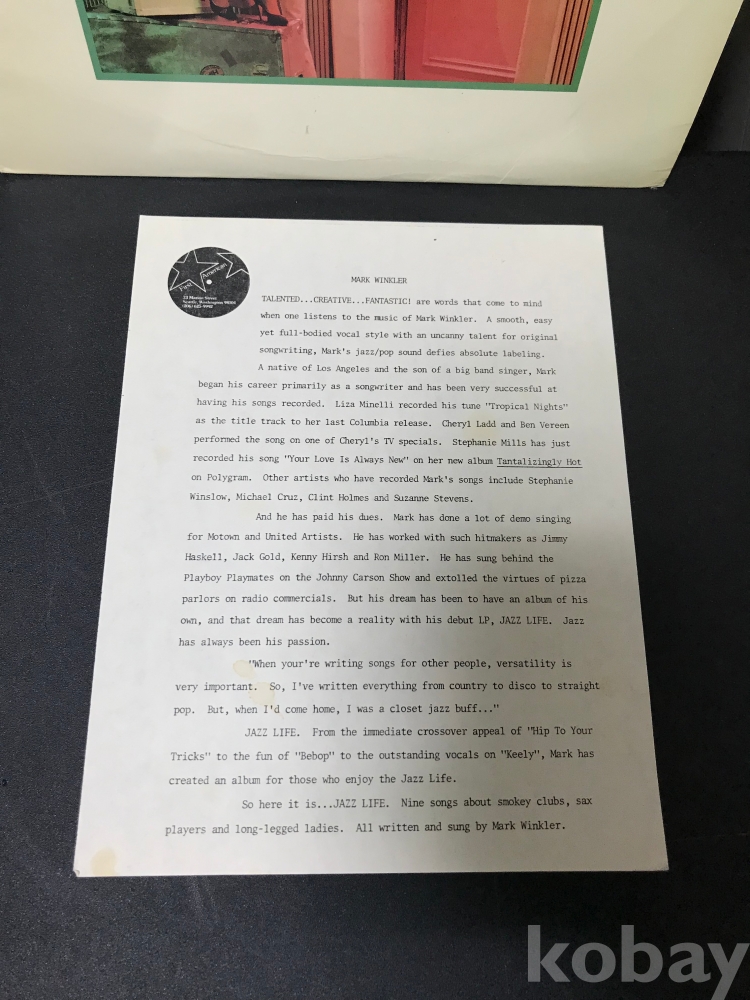 First American
MARK WINKLER
TALENTED...CREATIVE...FANTASTIC! are words that come to mind
when one listens to the music of Mark Winkler. A smooth, easy
yet full-bodied vocal style with an uncanny talent for original
songwriting, Mark's jazz/pop sound defies absolute labeling.
A native of Los Angeles and the son of a big band singer, Mark
began his career primarily as a songwriter and has been very successful at
having his songs recorded. Liza Minelli recorded his tune "Tropical Nights"
as the title track to her last Columbia release. Cheryl Ladd and Ben Vereen
performed the song on one of Cheryl's TV specials. Stephanie Mills has just
recorded his song "Your Love Is Always New" on her new album Tantalizingly Hot
on Polygram. Other artists who have recorded Mark's songs include Stephanie
Winslow, Michael Cruz, Clint Holmes and Suzanne Stevens.
And he has paid his dues. Mark has done a lot of demo singing
for Motown and United Artists. He has worked with such hitmakers as Jimmy
Haskell, Jack Gold, Kenny Hirsh and Ron Miller. He has sung behind the
Playboy Playmates on the Johnny Carson Show and extolled the virtues of pizza
parlors on radio commercials. But his dream has been to have an album of his
own, and that dream has become a reality with his debut LP, JAZZ LIFE. Jazz
has always been his passion.
"When your're writing songs for other people, versatility is
very important. So, I've written everything from country to disco to straight
pop. But, when I'd come home, I was a closet jazz buff..."
JAZZ LIFE. From the immediate crossover appeal of "Hip To Your
Tricks" to the fun of "Bebop" to the outstanding vocals on "Keely", Mark has
created an album for those who enjoy the Jazz Life.
So here it is...JAZZ LIFE. Nine songs about smokey clubs, sax
players and long-legged ladies. All written and sung by Mark Winkler.
kobay